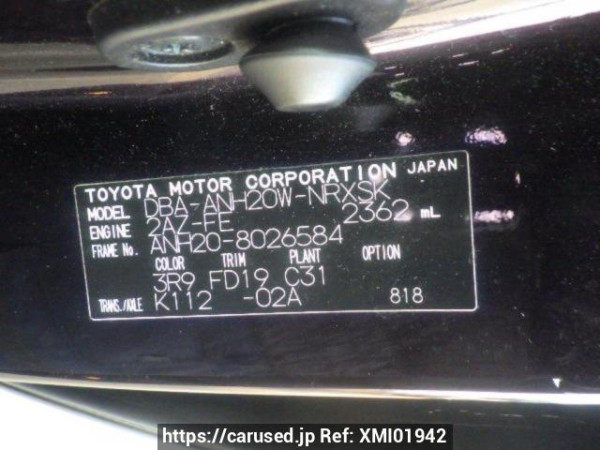 TOYOTA MOTOR CORPORATION JAPAN
MODEL DBA-ANH20W-NRXSK
ENGINE 2AZ-FE 2362 mL
FRAME No. ANH20-8026584
COLOR TRIM PLANT OPTION
3R9 FD19 C31
TRANS./AXLE K112 -02A 818
https://carused.jp Ref: XMI01942